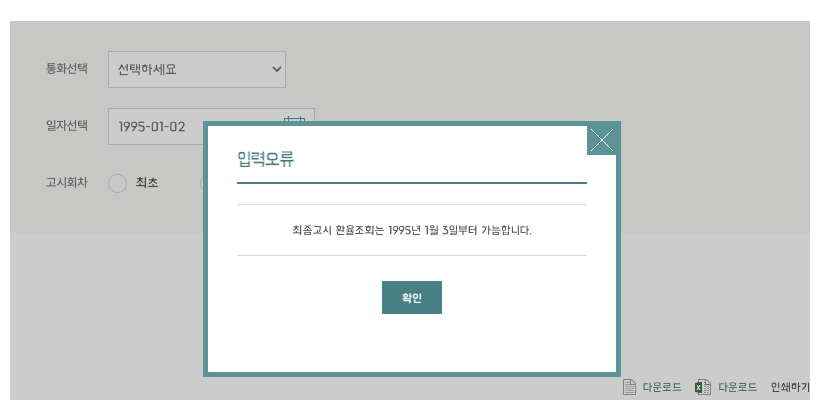 통화선택 선택하세요
일자선택 1995-01-02
입력오류
고시회차 최초
최종고시 환율조회는 1995년 1월 3일부터 가능합니다.
확인
다운로드 다운로드 인쇄하기